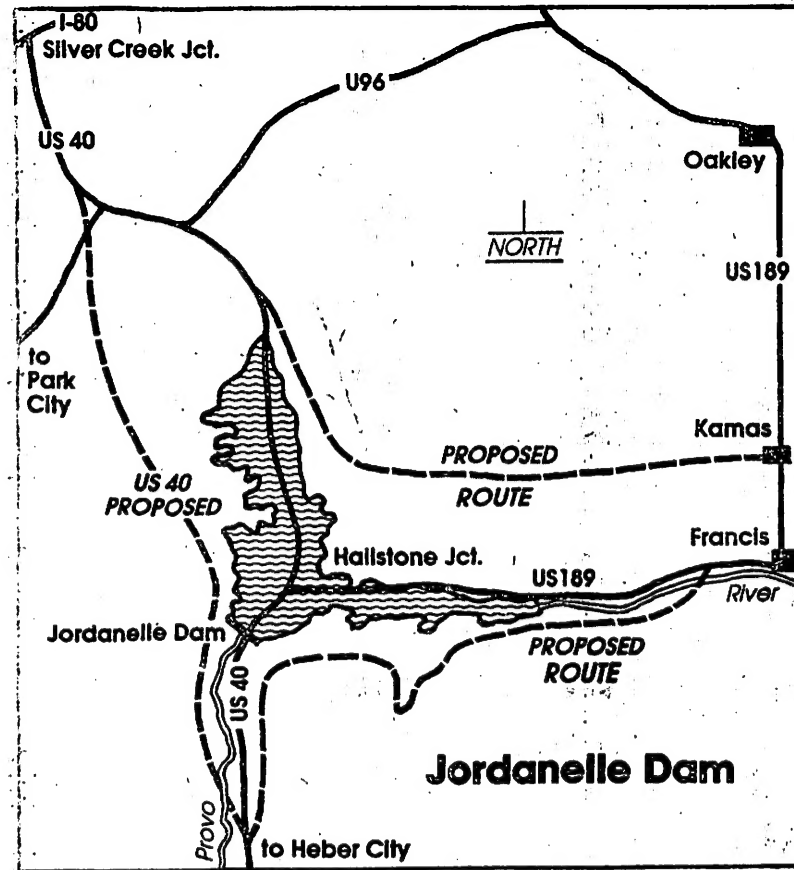 I-80
Silver Creek Jct.
U96
US 40
Oakley
NORTH
US189
to
Park
City
Kamas
PROPOSED
ROUTE
US 40
PROPOSED
Francis
Hailstone Jct.
US189
River
Jordanelle Dam
PROPOSED
ROUTE
US 40
Jordanelle Dam
Provo
to Heber City